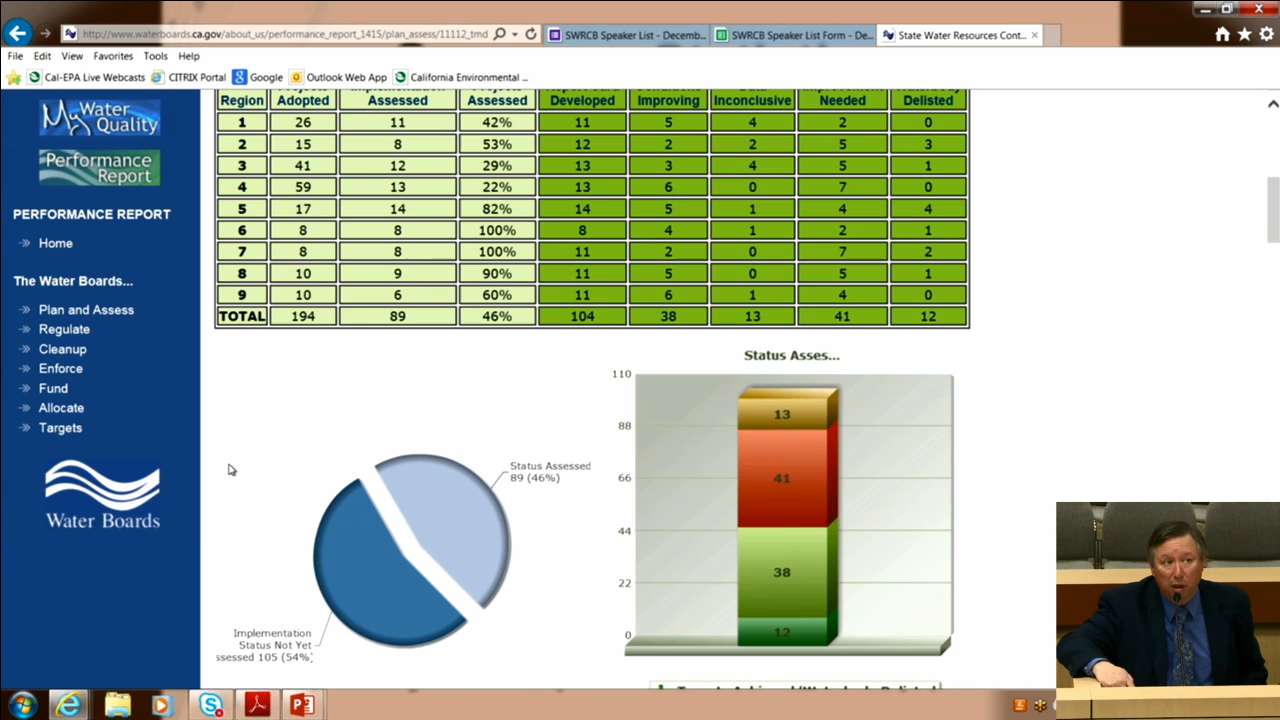 http://www.waterboards.ca.gov/about_us/performance_report_1415/plan_assess/11112_tmd
SWRCB Speaker List - Decemb...
SWRCB Speaker List Form - De...
State Water Resources Cont...
File Edit View Favorites Tools Help
Cal-EPA Live Webcasts CITRIX Portal Google Outlook Web App California Environmental ...
My Water Quality
Performance Report
PERFORMANCE REPORT
Home
The Water Boards...
Plan and Assess
Regulate
Cleanup
Enforce
Fund
Allocate
Targets
Water Boards
Region Adopted Assessed Assessed Developed Improving Inconclusive Needed Delisted
1 26 11 42% 11 5 4 2 0
2 15 8 53% 12 2 2 5 3
3 41 12 29% 13 3 4 5 1
4 59 13 22% 13 6 0 7 0
5 17 14 82% 14 5 1 4 4
6 8 8 100% 8 4 1 2 1
7 8 8 100% 11 2 0 7 2
8 10 9 90% 11 5 0 5 1
9 10 6 60% 11 6 1 4 0
TOTAL 194 89 46% 104 38 13 41 12
Status Assessed
89 (46%)
Implementation
Status Not Yet
ssessed 105 (54%)
Status Asses...
110
88
66
44
22
0
13
41
38
12